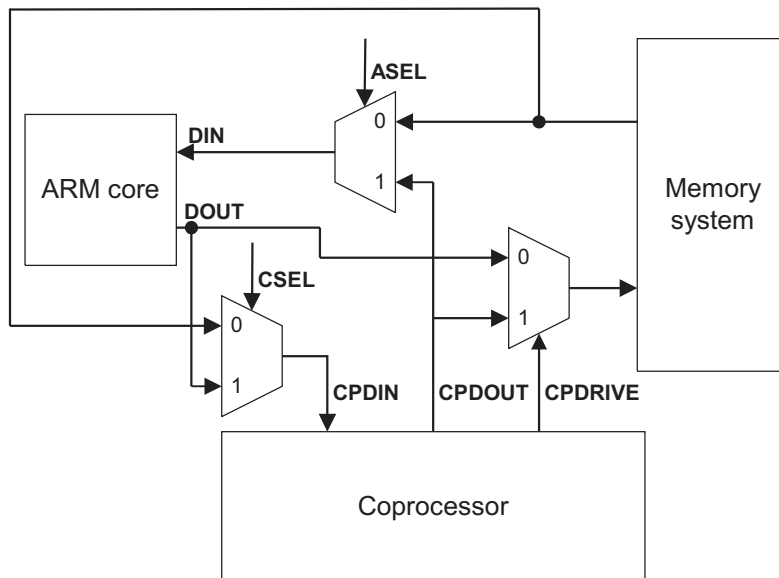 ASEL
0
DIN
ARM core
1
Memory
system
DOUT
0
CSEL
0
1
1
CPDIN
CPDOUT
CPDRIVE
Coprocessor